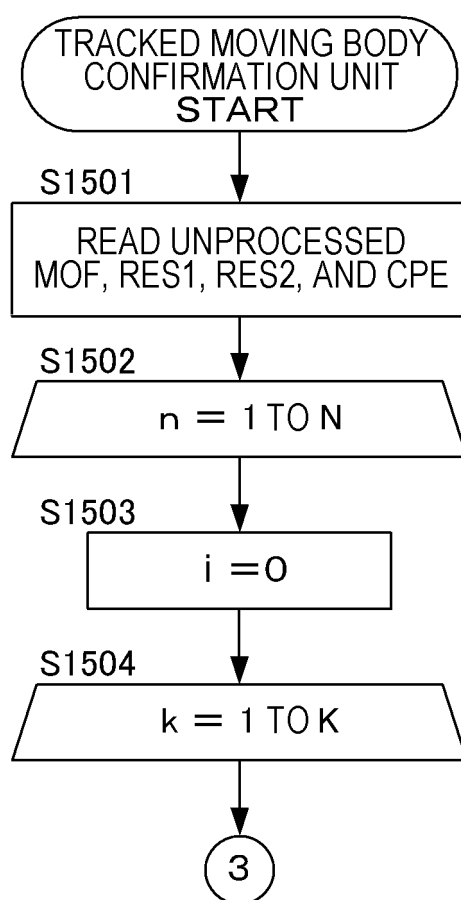 TRACKED MOVING BODY
CONFIRMATION UNIT
START
S1501
READ UNPROCESSED
MOF, RES1, RES2, AND CPE
S1502
n = 1 TO N
S1503
i = 0
S1504
k = 1 TO K
3